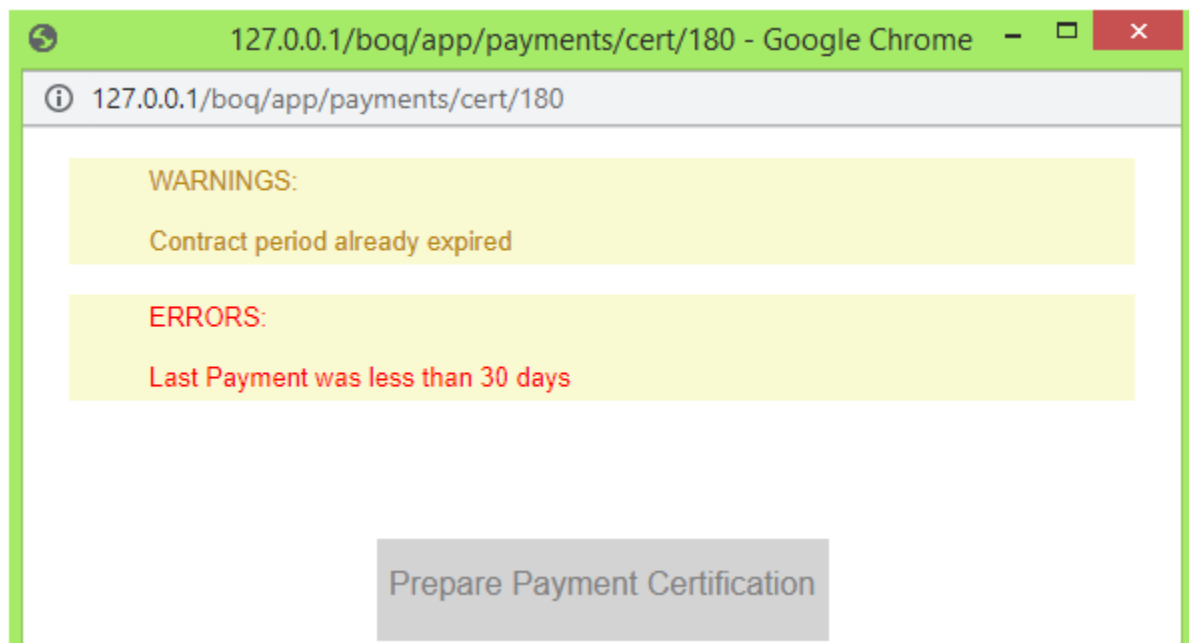 127.0.0.1/boq/app/payments/cert/180 - Google Chrome
127.0.0.1/boq/app/payments/cert/180
WARNINGS:
Contract period already expired
ERRORS:
Last Payment was less than 30 days
Prepare Payment Certification